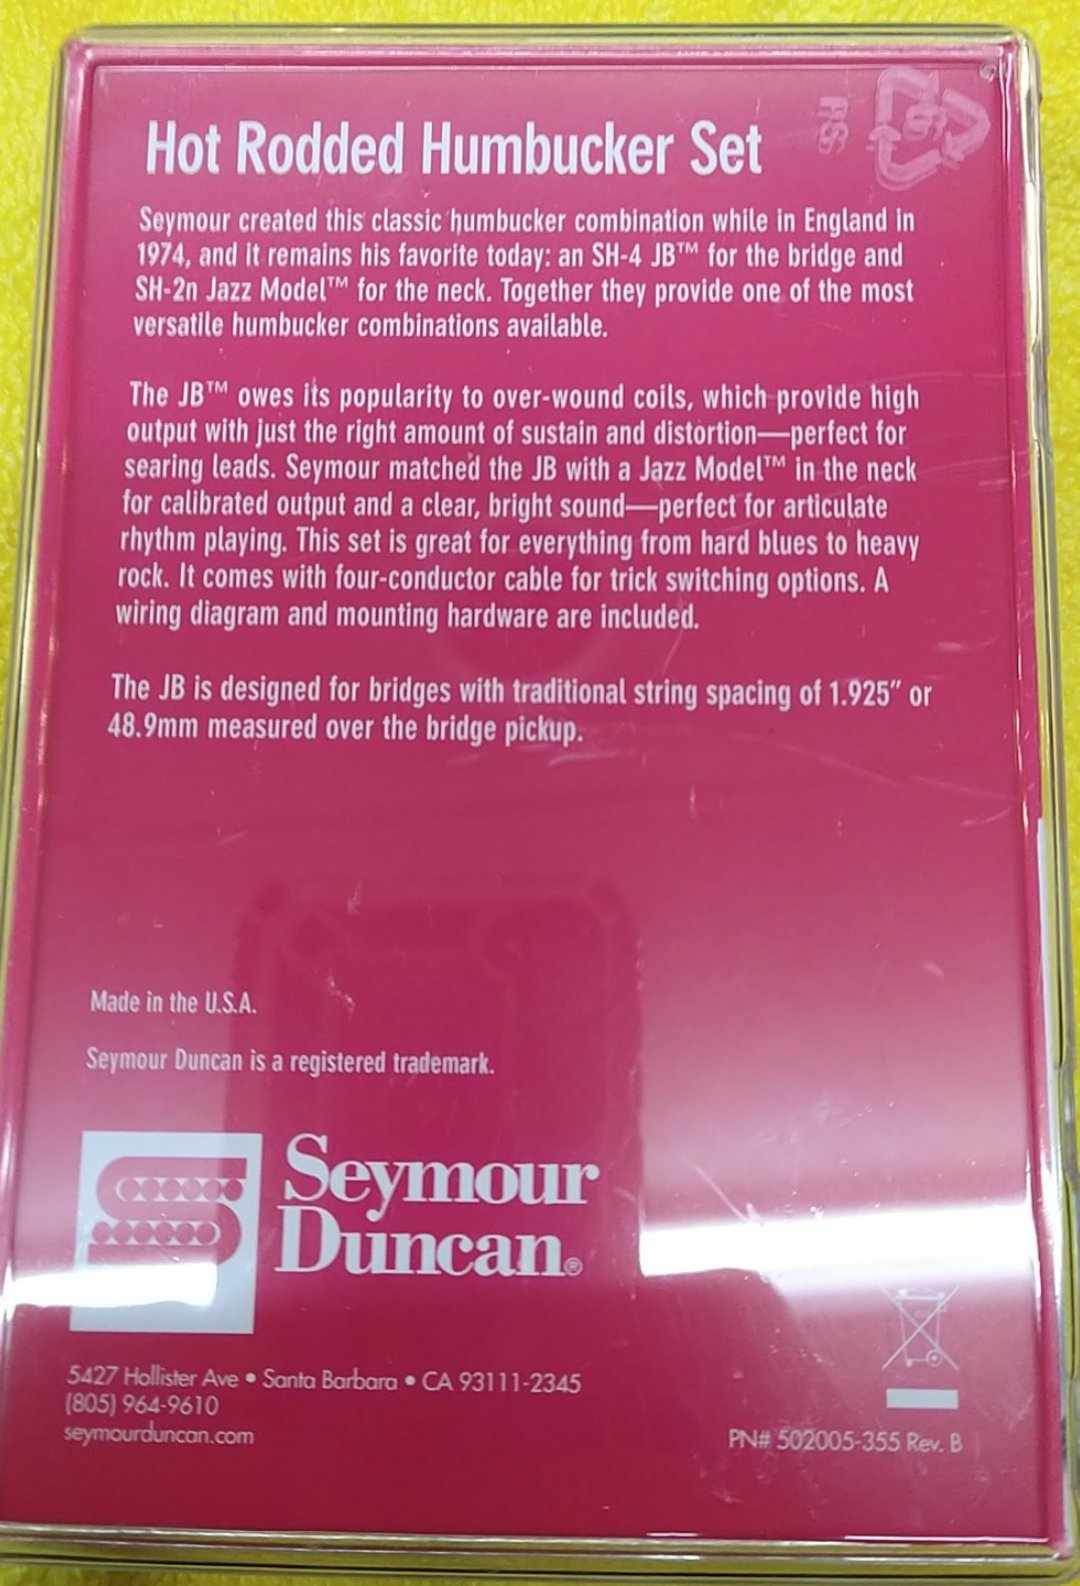 Hot Rodded Humbucker Set
Seymour created this classic humbucker combination while in England in
1974, and it remains his favorite today: an SH-4 JB™ for the bridge and
SH-2n Jazz Model™ for the neck. Together they provide one of the most
versatile humbucker combinations available.
The JB™ owes its popularity to over-wound coils, which provide high
output with just the right amount of sustain and distortion—perfect for
searing leads. Seymour matched the JB with a Jazz Model™ in the neck
for calibrated output and a clear, bright sound—perfect for articulate
rhythm playing. This set is great for everything from hard blues to heavy
rock. It comes with four-conductor cable for trick switching options. A
wiring diagram and mounting hardware are included.
The JB is designed for bridges with traditional string spacing of 1.925” or
48.9mm measured over the bridge pickup.
Made in the U.S.A.
Seymour Duncan is a registered trademark.
Seymour
Duncan®
5427 Hollister Ave • Santa Barbara • CA 93111-2345
(805) 964-9610
seymourduncan.com
PN# 502005-355 Rev. B